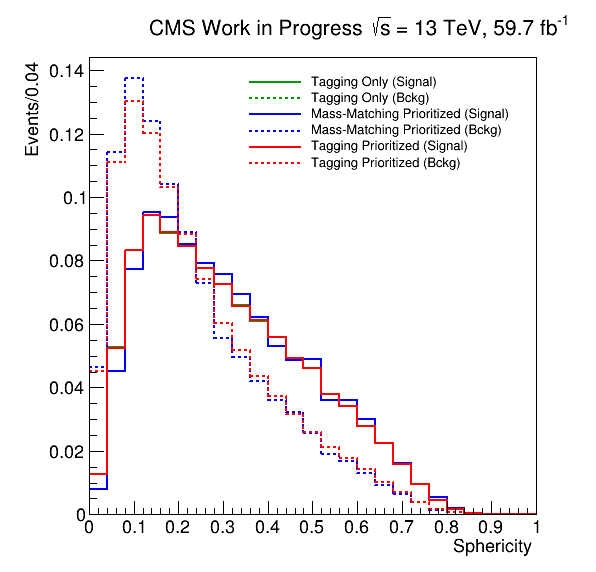 CMS Work in Progress √s = 13 TeV, 59.7 fb⁻¹
Events/0.04
0.14
0.12
0.1
0.08
0.06
0.04
0.02
0
Tagging Only (Signal)
Tagging Only (Bckg)
Mass-Matching Prioritized (Signal)
Mass-Matching Prioritized (Bckg)
Tagging Prioritized (Signal)
Tagging Prioritized (Bckg)
0 0.1 0.2 0.3 0.4 0.5 0.6 0.7 0.8 0.9 1
Sphericity